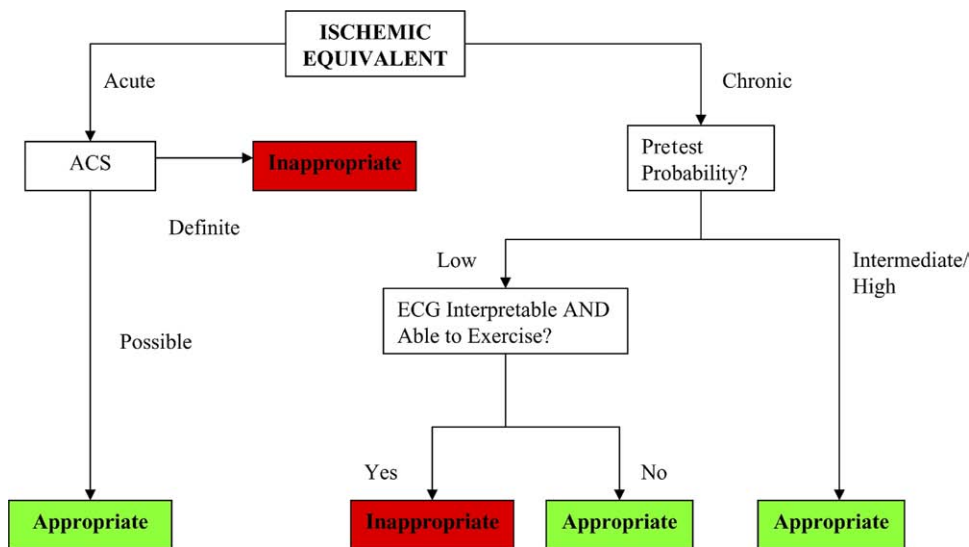 ISCHEMIC
EQUIVALENT
Acute
Chronic
ACS
Inappropriate
Pretest
Probability?
Definite
Low
Intermediate/
High
ECG Interpretable AND
Able to Exercise?
Possible
Yes
No
Appropriate
Inappropriate
Appropriate
Appropriate